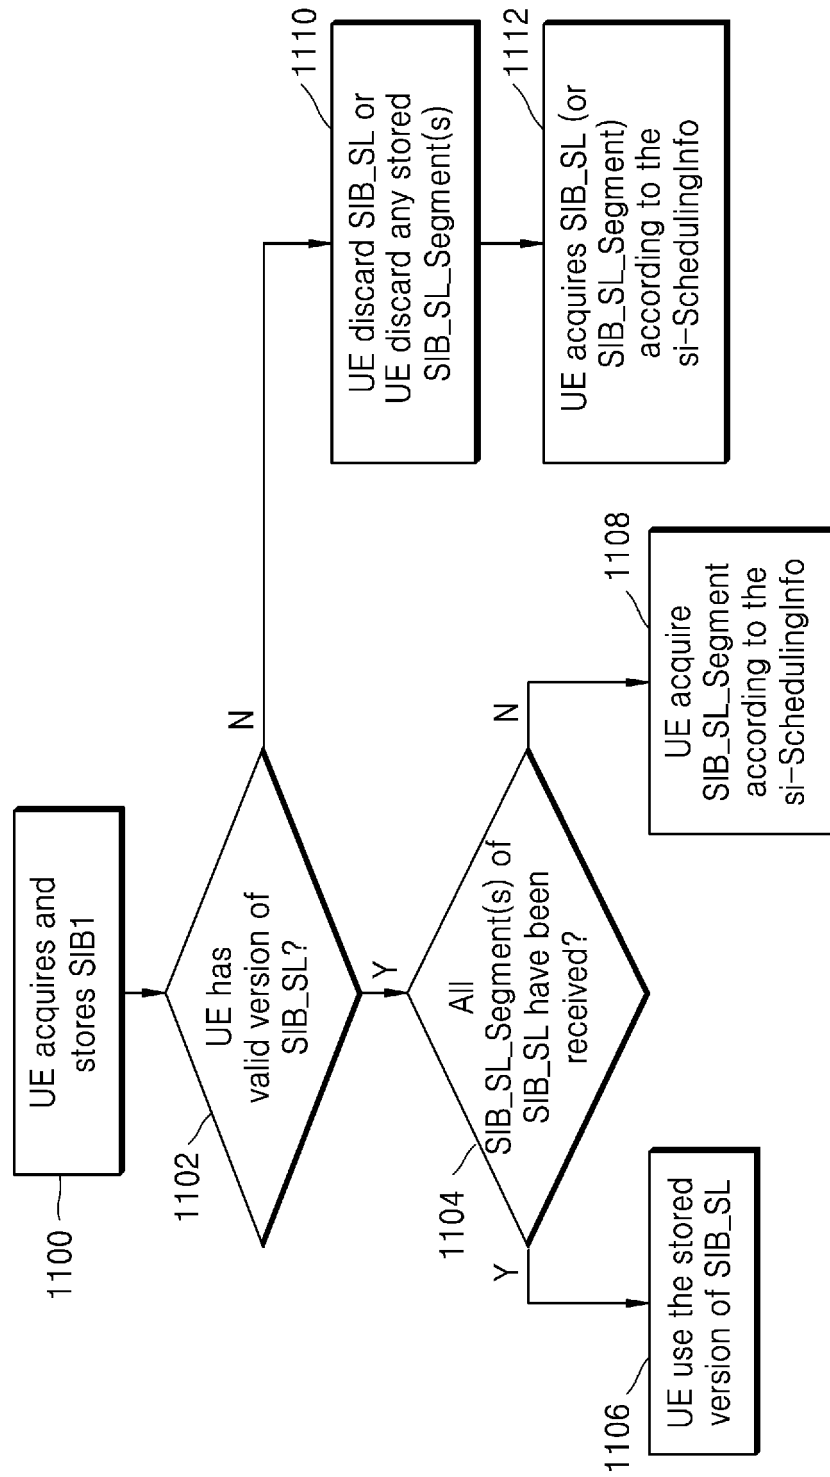 1100
UE acquires and
stores SIB1
1102
UE has
valid version of
SIB_SL?
N
Y
1104
All
SIB_SL_Segment(s) of
SIB_SL have been
received?
Y
N
1106
UE use the stored
version of SIB_SL
1108
UE acquire
SIB_SL_Segment
according to the
si-SchedulingInfo
1110
UE discard SIB_SL or
UE discard any stored
SIB_SL_Segment(s)
1112
UE acquires SIB_SL (or
SIB_SL_Segment)
according to the
si-SchedulingInfo